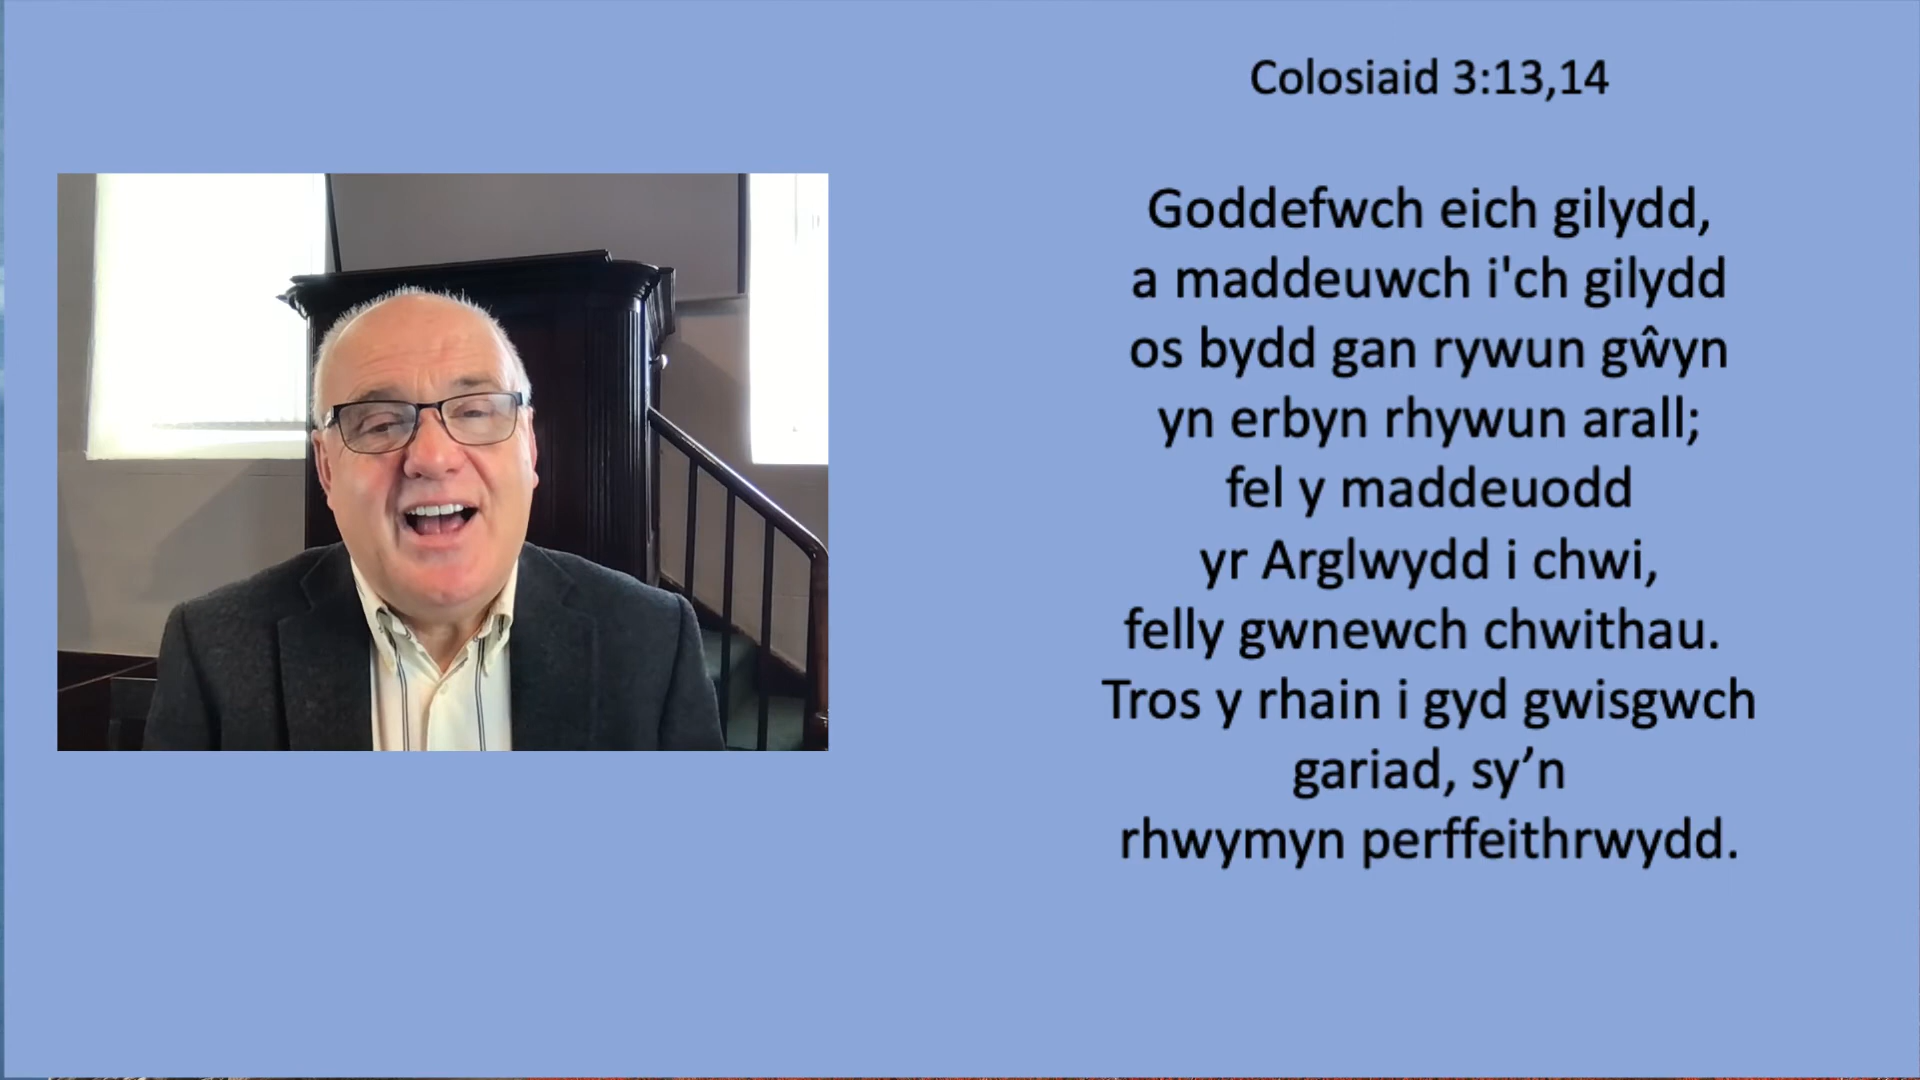 Colosiaid 3:13,14
Goddefwch eich gilydd,
a maddeuwch i'ch gilydd
os bydd gan rywun gŵyn
yn erbyn rhywun arall;
fel y maddeuodd
yr Arglwydd i chwi,
felly gwnewch chwithau.
Tros y rhain i gyd gwisgwch
gariad, sy’n
rhwymyn perffeithrwydd.